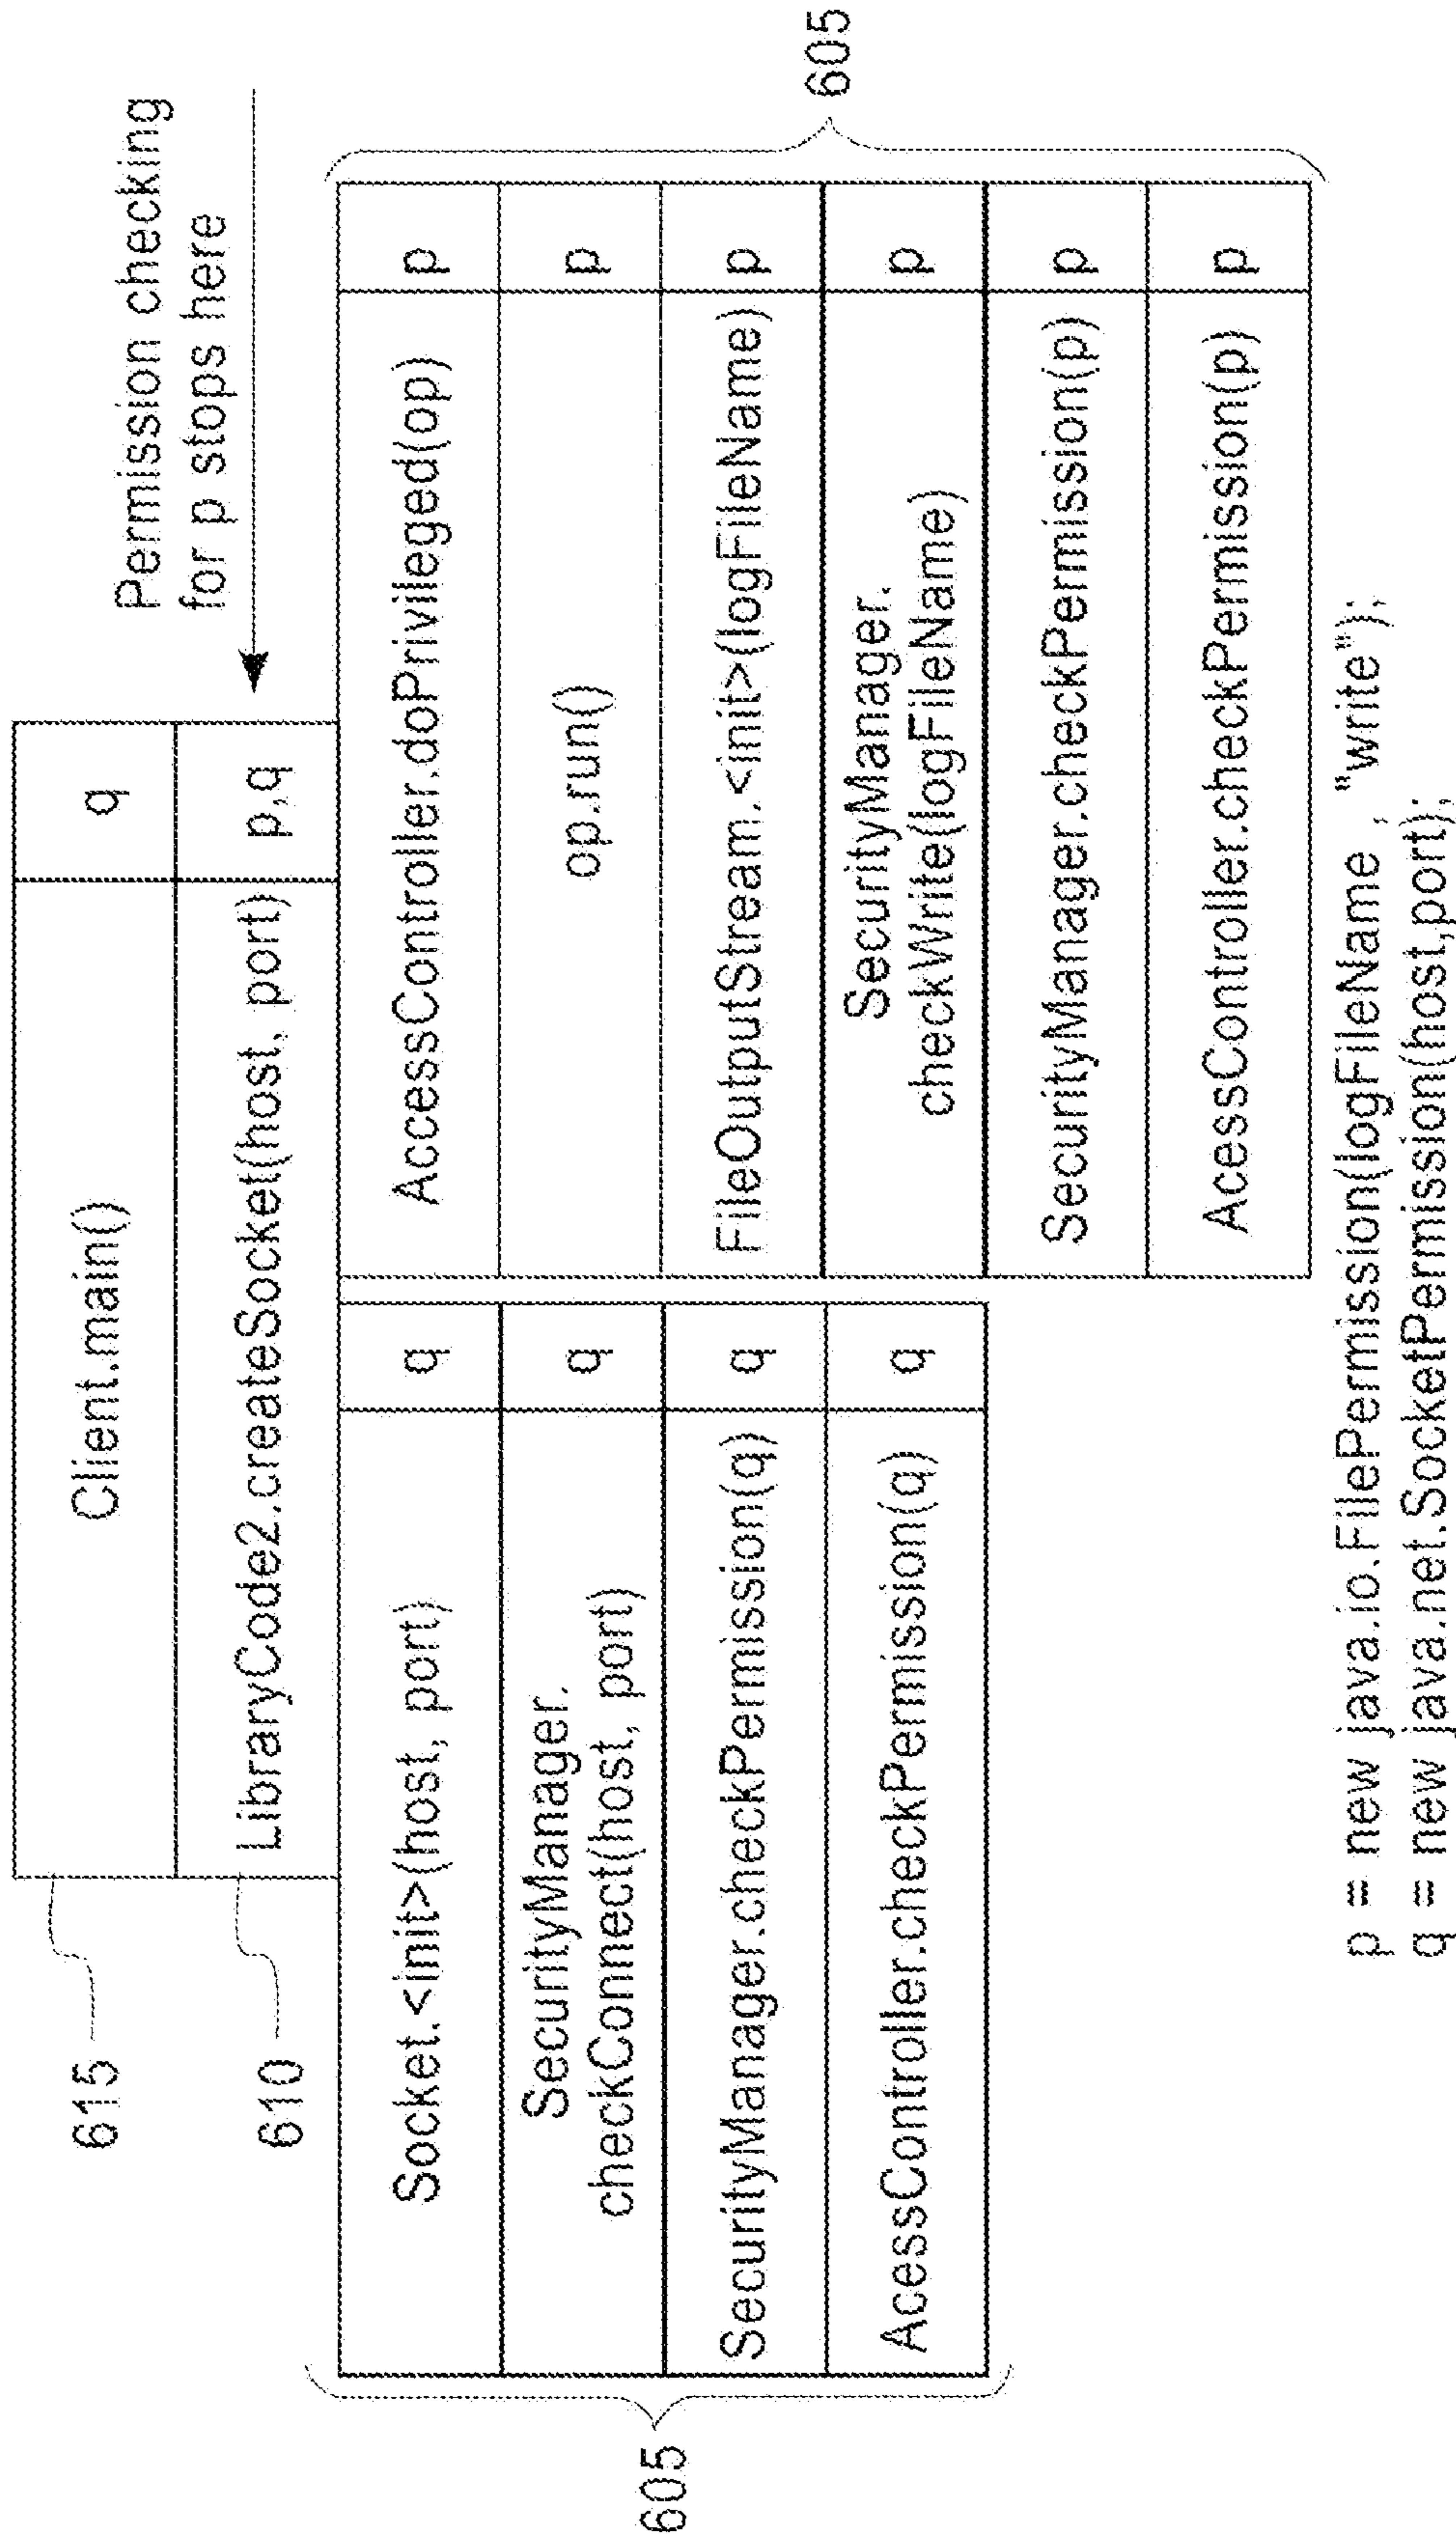 Permission checking
for p stops here
615
Client.main()
q
610
LibraryCode2.createSocket(host, port)
p,q
605
Socket.<init>(host, port)
q
SecurityManager.
checkConnect(host, port)
q
SecurityManager.checkPermission(q)
q
AcessController.checkPermission(q)
q
AccessController.doPrivileged(op)
p
op.run()
p
FileOutputStream.<init>(logFileName)
p
SecurityManager.
checkWrite(logFileName)
p
SecurityManager.checkPermission(p)
p
AcessController.checkPermission(p)
p
605
p = new java.io.FilePermission(logFileName , "write");
q = new java.net.SocketPermission(host,port);